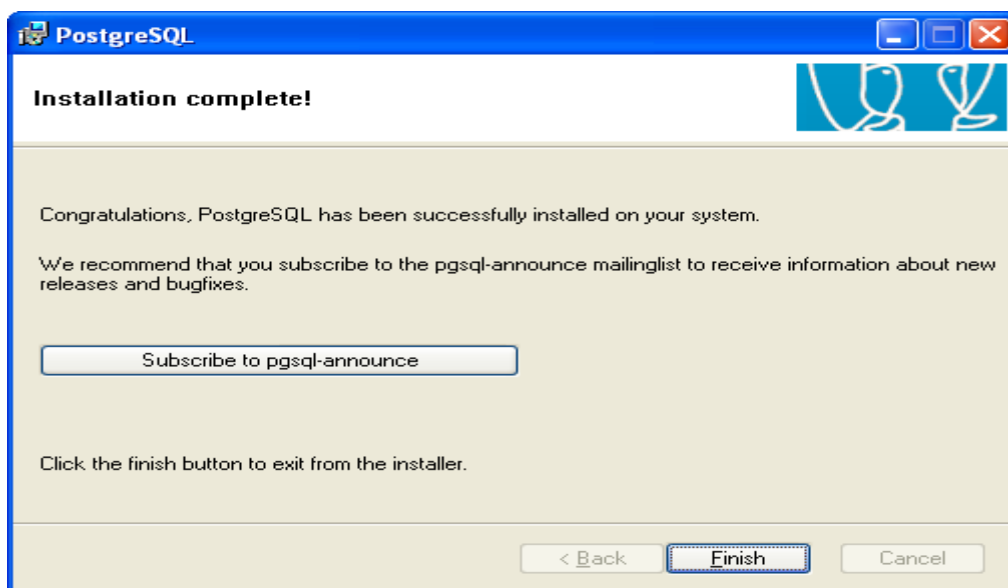 PostgreSQL
Installation complete!
Congratulations, PostgreSQL has been successfully installed on your system.
We recommend that you subscribe to the pgsql-announce mailinglist to receive information about new
releases and bugfixes.
Subscribe to pgsql-announce
Click the finish button to exit from the installer.
< Back Finish Cancel